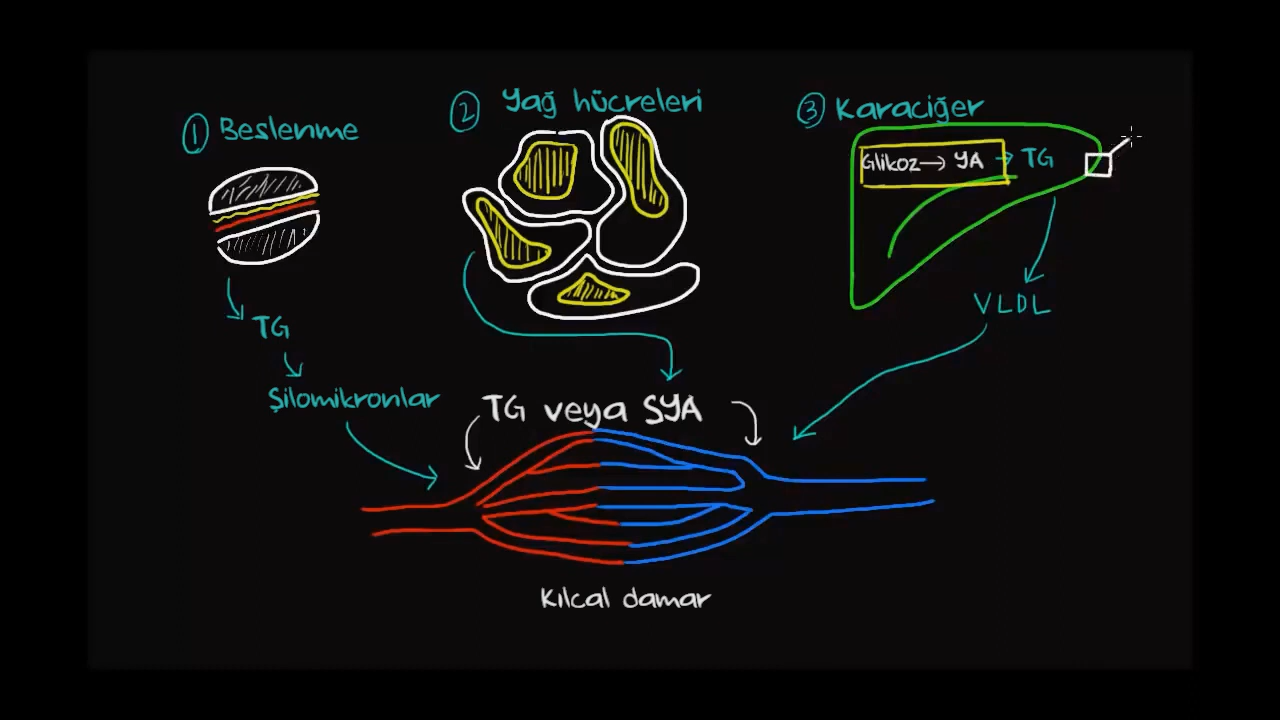 ① Beslenme
TG
Şilomikronlar
② Yağ hücreleri
③ Karaciğer
Glikoz → YA → TG
VLDL
TG veya SYA
Kılcal damar